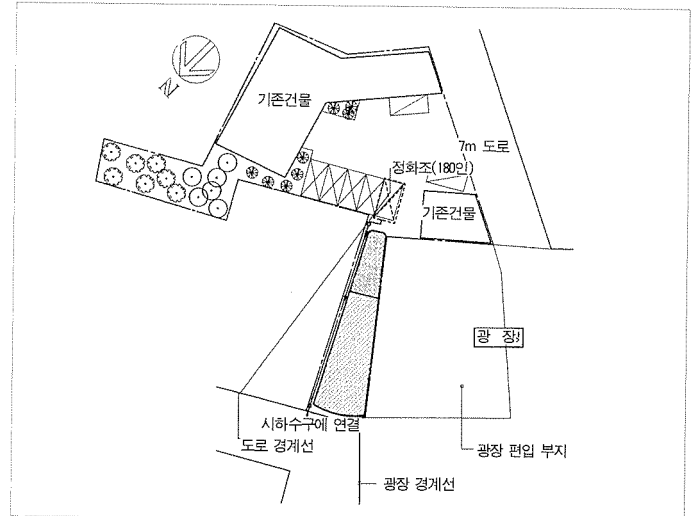 N
기존건물
7m 도로
정화조(180인)
기존건물
광 장
시하수구에 연결
도로 경계선
광장 편입 부지
광장 경계선